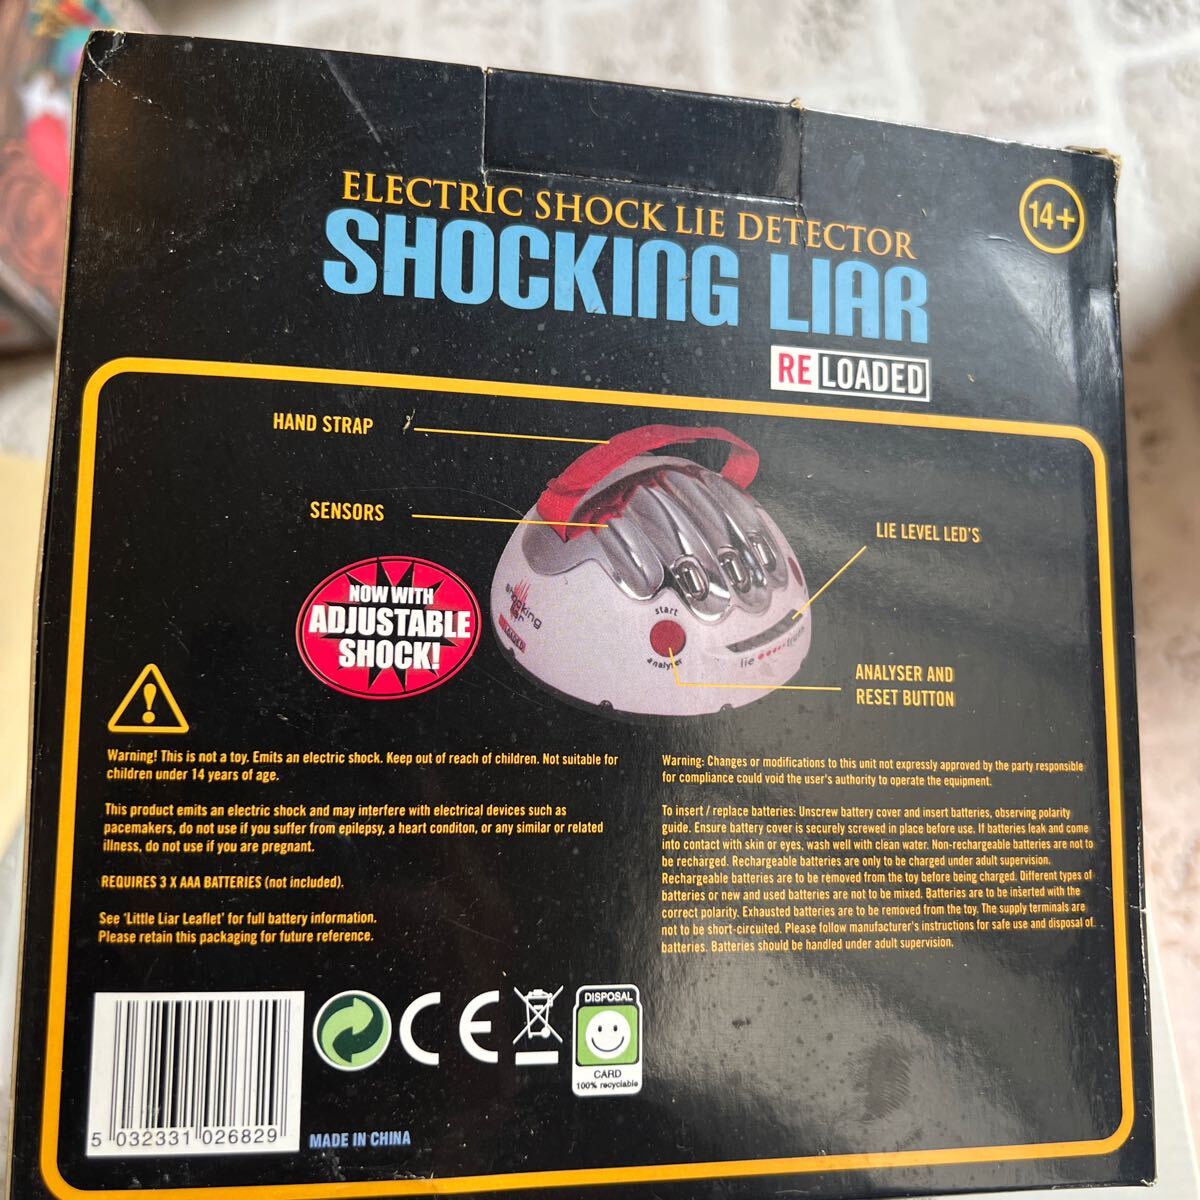 ELECTRIC SHOCK LIE DETECTOR
SHOCKING LIAR
RELOADED
14+
HAND STRAP
SENSORS
LIE LEVEL LED'S
NOW WITH
ADJUSTABLE
SHOCK!
shocking
liar
start
analyser
lie
truth
ANALYSER AND
RESET BUTTON
Warning! This is not a toy. Emits an electric shock. Keep out of reach of children. Not suitable for
children under 14 years of age.
This product emits an electric shock and may interfere with electrical devices such as
pacemakers, do not use if you suffer from epilepsy, a heart conditon, or any similar or related
illness, do not use if you are pregnant.
REQUIRES 3 X AAA BATTERIES (not included).
See 'Little Liar Leaflet' for full battery information.
Please retain this packaging for future reference.
Warning: Changes or modifications to this unit not expressly approved by the party responsible
for compliance could void the user's authority to operate the equipment.
To insert / replace batteries: Unscrew battery cover and insert batteries, observing polarity
guide. Ensure battery cover is securely screwed in place before use. If batteries leak and come
into contact with skin or eyes, wash well with clean water. Non-rechargeable batteries are not to
be recharged. Rechargeable batteries are only to be charged under adult supervision.
Rechargeable batteries are to be removed from the toy before being charged. Different types of
batteries or new and used batteries are not to be mixed. Batteries are to be inserted with the
correct polarity. Exhausted batteries are to be removed from the toy. The supply terminals are
not to be short-circuited. Please follow manufacturer's instructions for safe use and disposal of
batteries. Batteries should be handled under adult supervision.
5 032331 026829
CE
DISPOSAL
CARD
100% recyclable
MADE IN CHINA